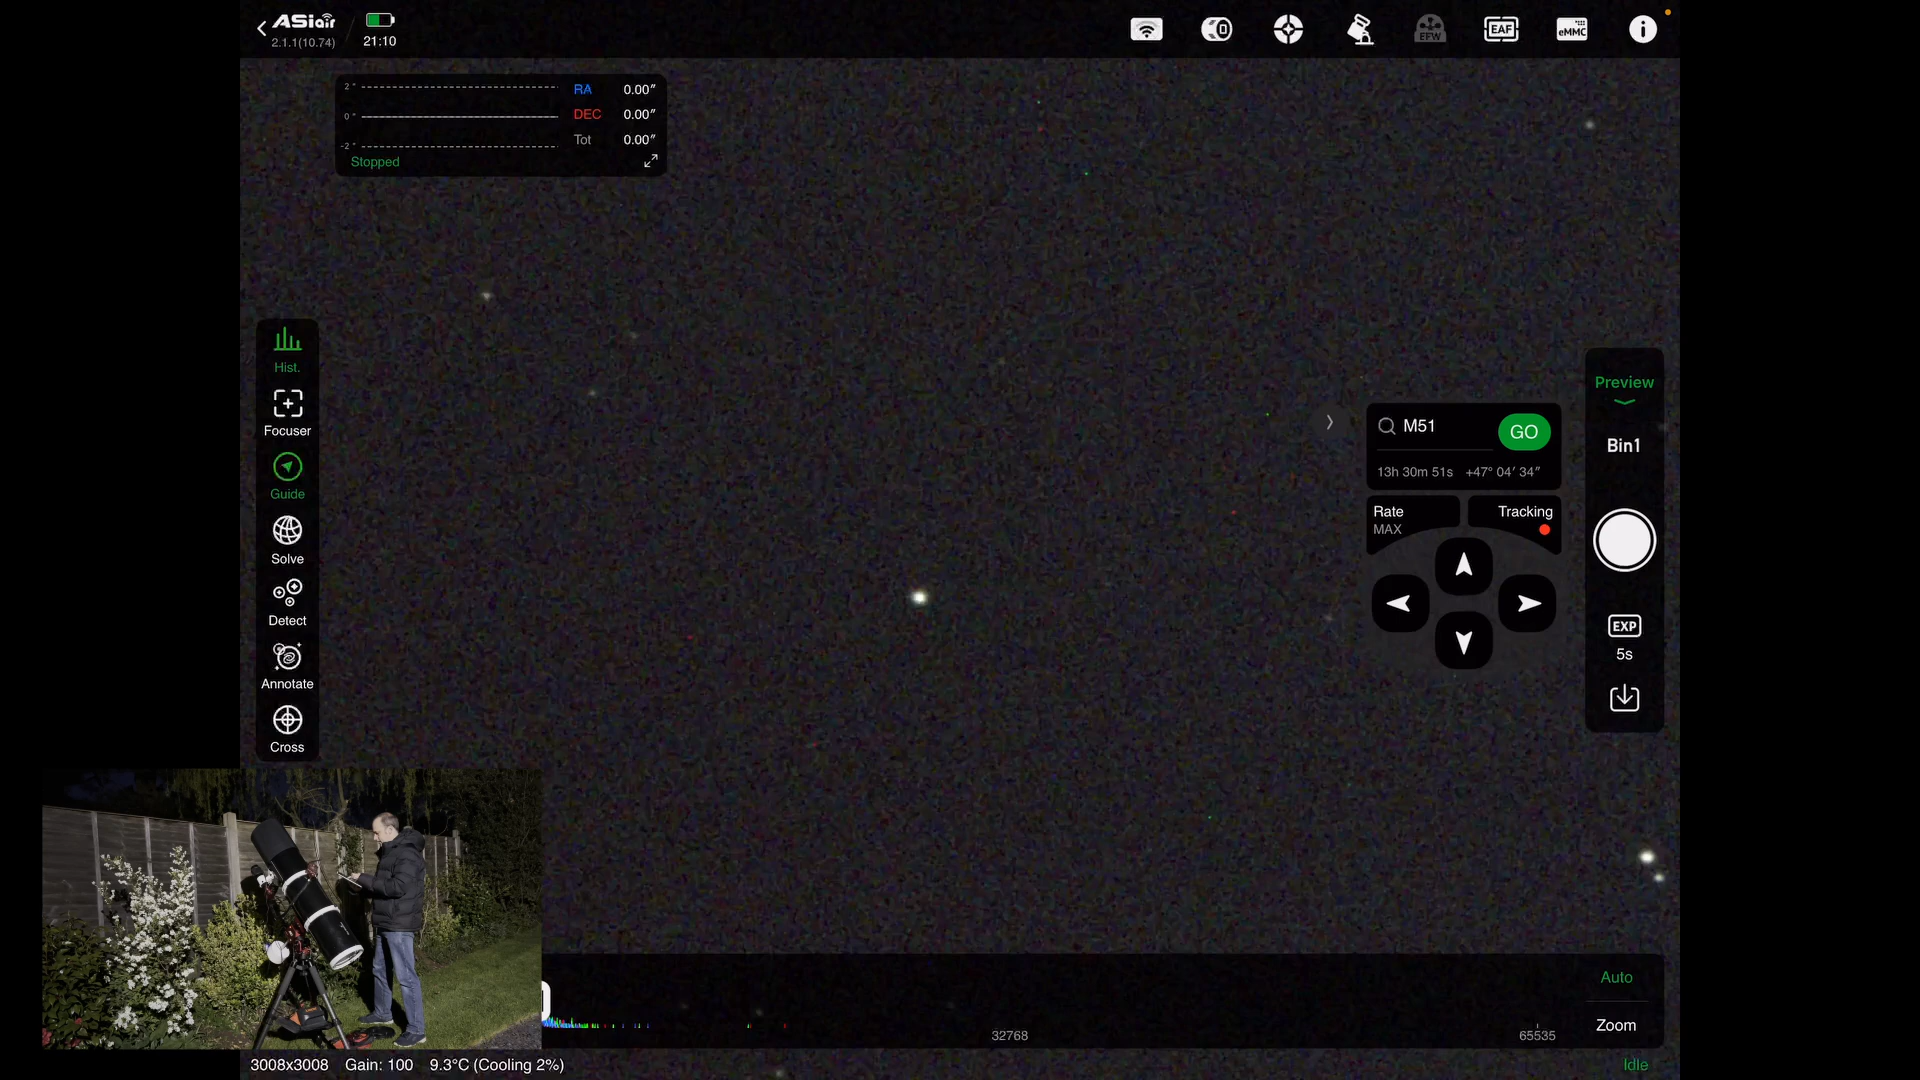 ASiair
2.1.1(10.74)
21:10
EFW
EAF
eMMC
2"
0"
-2"
RA 0.00"
DEC 0.00"
Tot 0.00"
Stopped
Hist.
Focuser
Guide
Solve
Detect
Annotate
Cross
M51
GO
13h 30m 51s +47° 04' 34"
Rate
MAX
Tracking
Preview
Bin1
EXP
5s
Auto
Zoom
32768
65535
3008x3008 Gain: 100 9.3°C (Cooling 2%)
Idle